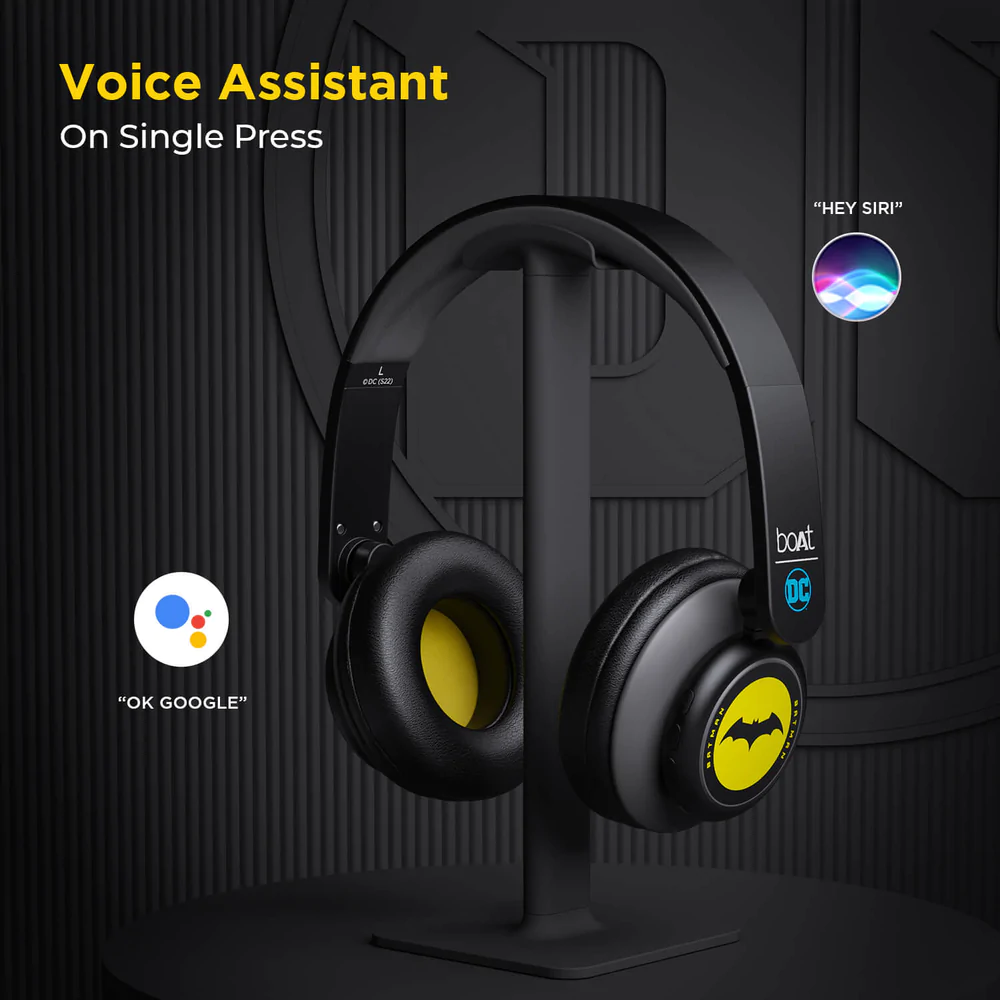 Voice Assistant
On Single Press
“HEY SIRI”
L
©DC (S22)
boAt
DC
“OK GOOGLE”
BATMAN
BATMAN